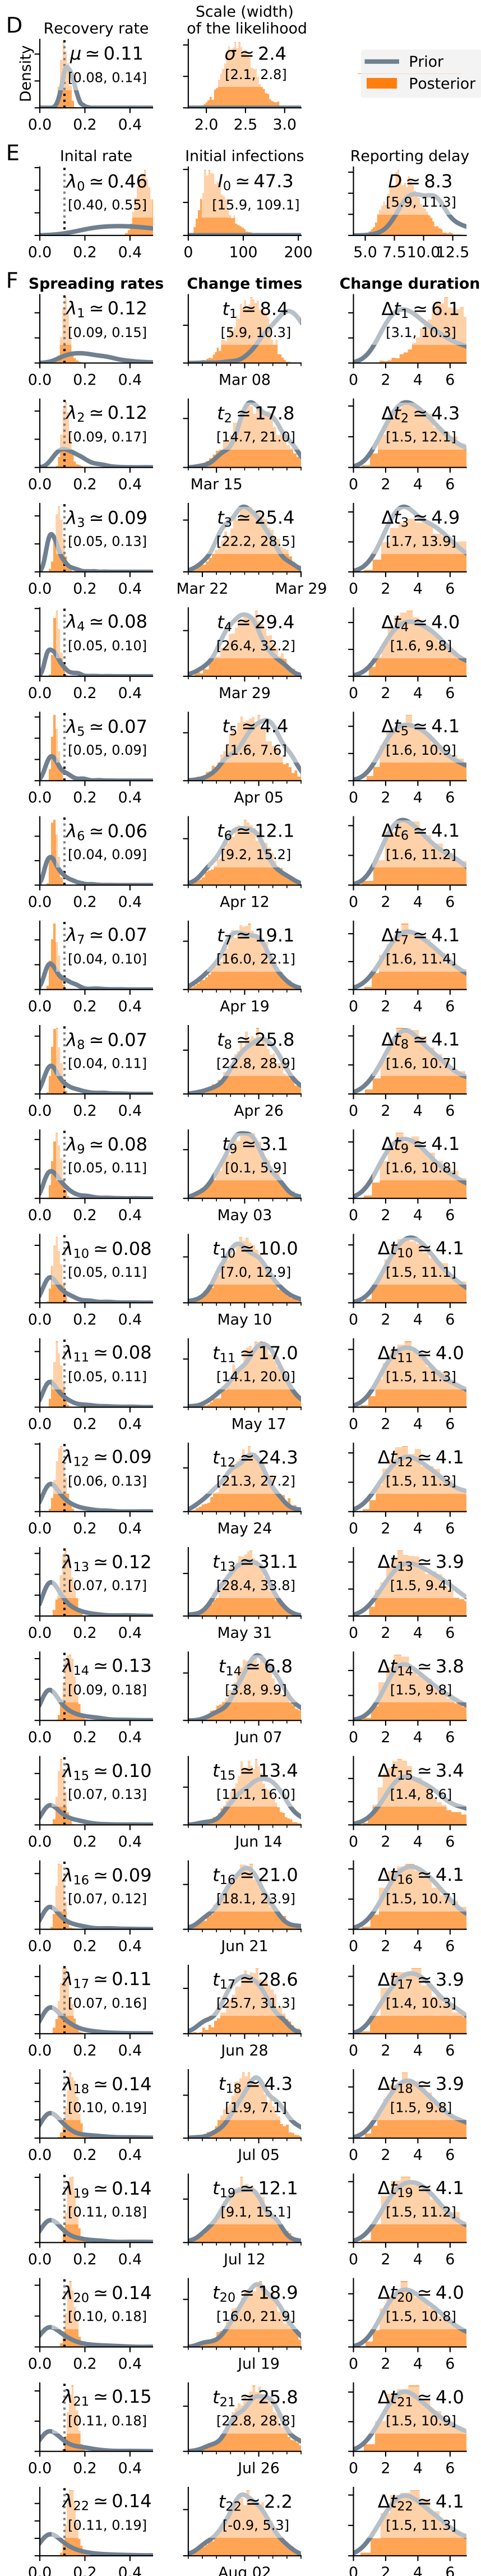 D
Recovery rate
Scale (width)
of the likelihood
Density
μ ≃ 0.11
[0.08, 0.14]
σ ≃ 2.4
[2.1, 2.8]
Prior
Posterior
0.0 0.2 0.4
2.0 2.5 3.0
E
Inital rate
Initial infections
Reporting delay
λ0 ≃ 0.46
[0.40, 0.55]
I0 ≃ 47.3
[15.9, 109.1]
D ≃ 8.3
[5.9, 11.3]
0.0 0.2 0.4
0 100 200
5.0 7.5 10.0 12.5
F
Spreading rates
Change times
Change duration
λ1 ≃ 0.12
[0.09, 0.15]
t1 ≃ 8.4
[5.9, 10.3]
Δt1 ≃ 6.1
[3.1, 10.3]
0.0 0.2 0.4
Mar 08
0 2 4 6
λ2 ≃ 0.12
[0.09, 0.17]
t2 ≃ 17.8
[14.7, 21.0]
Δt2 ≃ 4.3
[1.5, 12.1]
0.0 0.2 0.4
Mar 15
0 2 4 6
λ3 ≃ 0.09
[0.05, 0.13]
t3 ≃ 25.4
[22.2, 28.5]
Δt3 ≃ 4.9
[1.7, 13.9]
0.0 0.2 0.4
Mar 22 Mar 29
0 2 4 6
λ4 ≃ 0.08
[0.05, 0.10]
t4 ≃ 29.4
[26.4, 32.2]
Δt4 ≃ 4.0
[1.6, 9.8]
0.0 0.2 0.4
Mar 29
0 2 4 6
λ5 ≃ 0.07
[0.05, 0.09]
t5 ≃ 4.4
[1.6, 7.6]
Δt5 ≃ 4.1
[1.6, 10.9]
0.0 0.2 0.4
Apr 05
0 2 4 6
λ6 ≃ 0.06
[0.04, 0.09]
t6 ≃ 12.1
[9.2, 15.2]
Δt6 ≃ 4.1
[1.6, 11.2]
0.0 0.2 0.4
Apr 12
0 2 4 6
λ7 ≃ 0.07
[0.04, 0.10]
t7 ≃ 19.1
[16.0, 22.1]
Δt7 ≃ 4.1
[1.6, 11.4]
0.0 0.2 0.4
Apr 19
0 2 4 6
λ8 ≃ 0.07
[0.04, 0.11]
t8 ≃ 25.8
[22.8, 28.9]
Δt8 ≃ 4.1
[1.6, 10.7]
0.0 0.2 0.4
Apr 26
0 2 4 6
λ9 ≃ 0.08
[0.05, 0.11]
t9 ≃ 3.1
[0.1, 5.9]
Δt9 ≃ 4.1
[1.6, 10.8]
0.0 0.2 0.4
May 03
0 2 4 6
λ10 ≃ 0.08
[0.05, 0.11]
t10 ≃ 10.0
[7.0, 12.9]
Δt10 ≃ 4.1
[1.5, 11.1]
0.0 0.2 0.4
May 10
0 2 4 6
λ11 ≃ 0.08
[0.05, 0.11]
t11 ≃ 17.0
[14.1, 20.0]
Δt11 ≃ 4.0
[1.5, 11.3]
0.0 0.2 0.4
May 17
0 2 4 6
λ12 ≃ 0.09
[0.06, 0.13]
t12 ≃ 24.3
[21.3, 27.2]
Δt12 ≃ 4.1
[1.5, 11.3]
0.0 0.2 0.4
May 24
0 2 4 6
λ13 ≃ 0.12
[0.07, 0.17]
t13 ≃ 31.1
[28.4, 33.8]
Δt13 ≃ 3.9
[1.5, 9.4]
0.0 0.2 0.4
May 31
0 2 4 6
λ14 ≃ 0.13
[0.09, 0.18]
t14 ≃ 6.8
[3.8, 9.9]
Δt14 ≃ 3.8
[1.5, 9.8]
0.0 0.2 0.4
Jun 07
0 2 4 6
λ15 ≃ 0.10
[0.07, 0.13]
t15 ≃ 13.4
[11.1, 16.0]
Δt15 ≃ 3.4
[1.4, 8.6]
0.0 0.2 0.4
Jun 14
0 2 4 6
λ16 ≃ 0.09
[0.07, 0.12]
t16 ≃ 21.0
[18.1, 23.9]
Δt16 ≃ 4.1
[1.5, 10.7]
0.0 0.2 0.4
Jun 21
0 2 4 6
λ17 ≃ 0.11
[0.07, 0.16]
t17 ≃ 28.6
[25.7, 31.3]
Δt17 ≃ 3.9
[1.4, 10.3]
0.0 0.2 0.4
Jun 28
0 2 4 6
λ18 ≃ 0.14
[0.10, 0.19]
t18 ≃ 4.3
[1.9, 7.1]
Δt18 ≃ 3.9
[1.5, 9.8]
0.0 0.2 0.4
Jul 05
0 2 4 6
λ19 ≃ 0.14
[0.11, 0.18]
t19 ≃ 12.1
[9.1, 15.1]
Δt19 ≃ 4.1
[1.5, 11.2]
0.0 0.2 0.4
Jul 12
0 2 4 6
λ20 ≃ 0.14
[0.10, 0.18]
t20 ≃ 18.9
[16.0, 21.9]
Δt20 ≃ 4.0
[1.5, 10.8]
0.0 0.2 0.4
Jul 19
0 2 4 6
λ21 ≃ 0.15
[0.11, 0.18]
t21 ≃ 25.8
[22.8, 28.8]
Δt21 ≃ 4.0
[1.5, 10.9]
0.0 0.2 0.4
Jul 26
0 2 4 6
λ22 ≃ 0.14
[0.11, 0.19]
t22 ≃ 2.2
[-0.9, 5.3]
Δt22 ≃ 4.1
[1.5, 11.3]
0.0 0.2 0.4
Aug 02
0 2 4 6